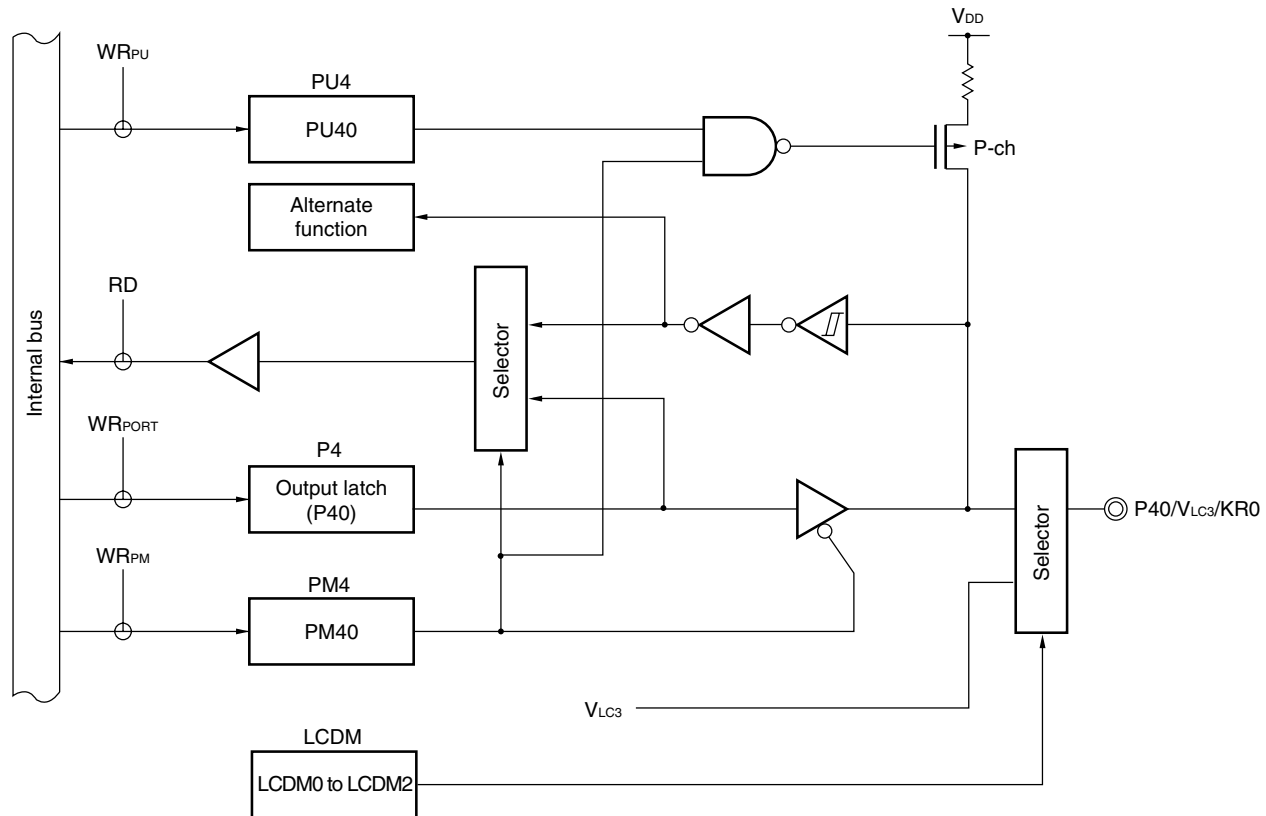 VDD
WRPU
PU4
PU40
P-ch
Alternate
function
RD
Selector
Internal bus
WRPORT
P4
Output latch
(P40)
P40/VLC3/KR0
Selector
WRPM
PM4
PM40
VLC3
LCDM
LCDM0 to LCDM2